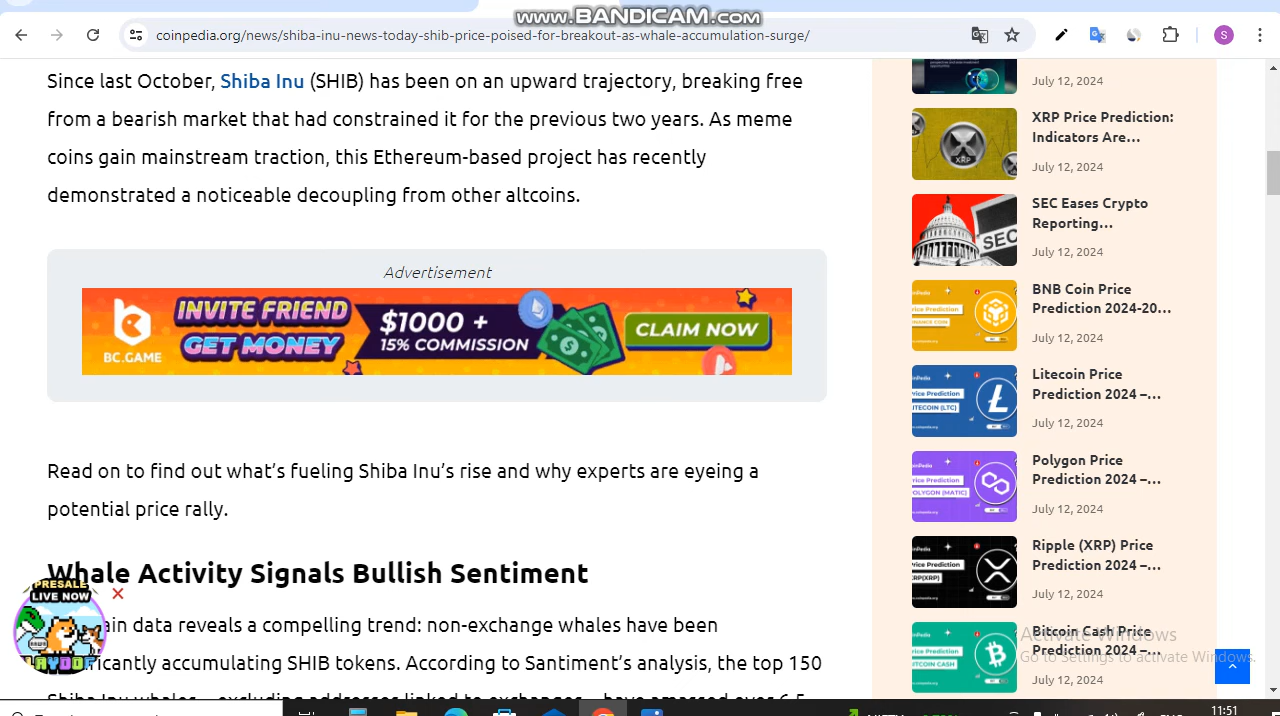 www.BANDICAM.com
coinpedia.org/news/shiba-inu-news-today-shib-price-poised-for-breakout-as-whale-accumulation-surge/
S
Since last October, Shiba Inu (SHIB) has been on an upward trajectory, breaking free
from a bearish market that had constrained it for the previous two years. As meme
coins gain mainstream traction, this Ethereum-based project has recently
demonstrated a noticeable decoupling from other altcoins.
Advertisement
BC.GAME
INVITE FRIEND
GET MONEY
$1000 +
15% COMMISSION
CLAIM NOW
Read on to find out what's fueling Shiba Inu's rise and why experts are eyeing a
potential price rally.
Whale Activity Signals Bullish Sentiment
PRESALE
LIVE NOW
data reveals a compelling trend: non-exchange whales have been
accumulating SHIB tokens. According to Santiment's analysis, the top 150
July 12, 2024
XRP Price Prediction:
Indicators Are...
July 12, 2024
SEC Eases Crypto
Reporting...
July 12, 2024
BNB Coin Price
Prediction 2024-20...
July 12, 2024
Litecoin Price
Prediction 2024 –...
July 12, 2024
Polygon Price
Prediction 2024 –...
July 12, 2024
Ripple (XRP) Price
Prediction 2024 –...
July 12, 2024
Bitcoin Cash Price
Prediction 2024 –...
July 12, 2024
Activate Windows
Go to Settings to activate Windows.
11:51